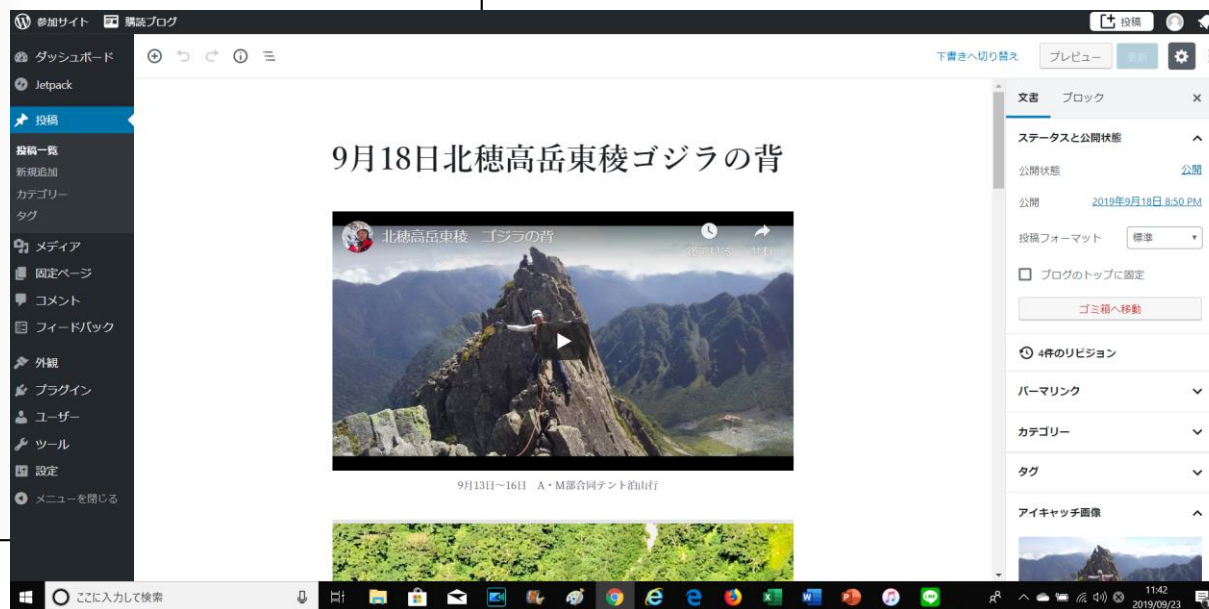 参加サイト
購読ブログ
投稿
ダッシュボード
Jetpack
投稿
投稿一覧
新規追加
カテゴリー
タグ
メディア
固定ページ
コメント
フィードバック
外観
プラグイン
ユーザー
ツール
設定
メニューを閉じる
下書きへ切り替え
プレビュー
更新
9月18日北穂高岳東稜ゴジラの背
北穂高岳東稜 ゴジラの背
後で見る
共有
9月13日~16日 A・M部合同テント泊山行
文書
ブロック
ステータスと公開状態
公開状態
公開
公開
2019年9月18日 8:50 PM
投稿フォーマット
標準
ブログのトップに固定
ゴミ箱へ移動
4件のリビジョン
パーマリンク
カテゴリー
タグ
アイキャッチ画像
ここに入力して検索
11:42
2019/09/23